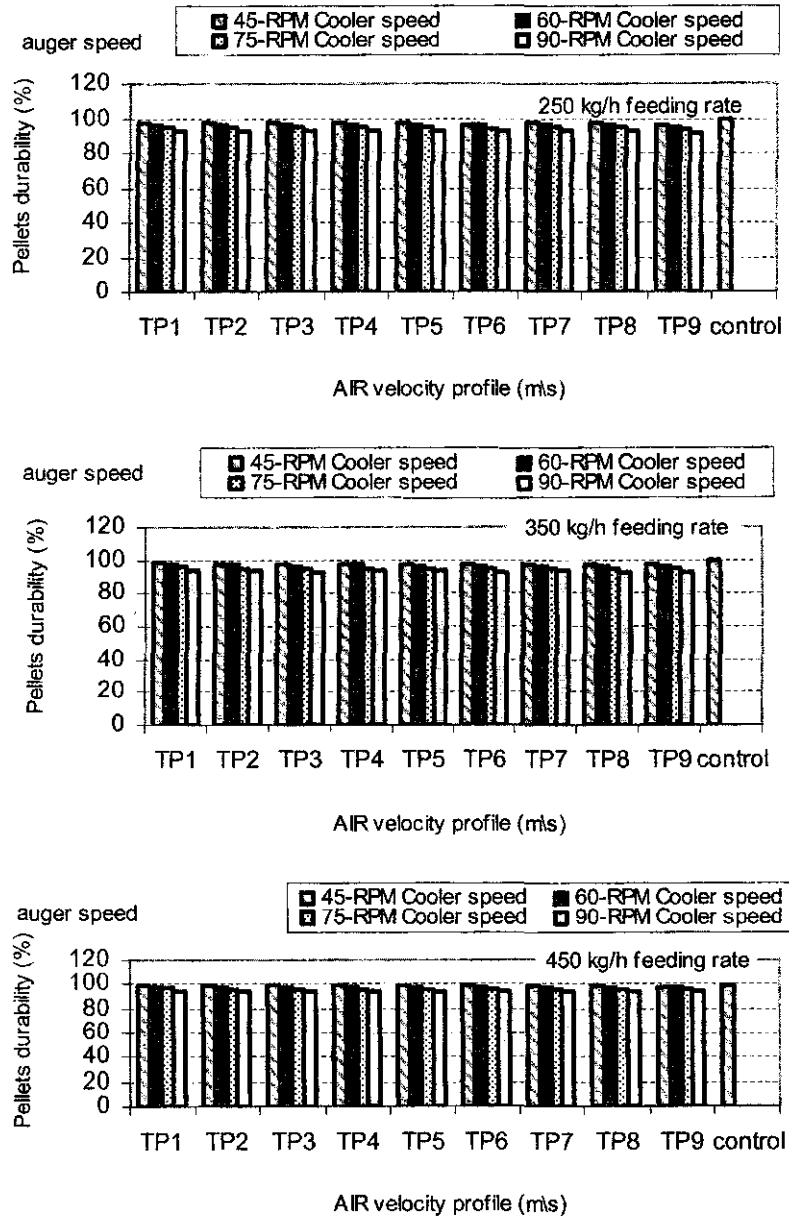 auger speed
45-RPM Cooler speed 60-RPM Cooler speed
75-RPM Cooler speed 90-RPM Cooler speed
Pellets durability (%)
120
100
80
60
40
20
0
250 kg/h feeding rate
TP1 TP2 TP3 TP4 TP5 TP6 TP7 TP8 TP9 control
AIR velocity profile (m\s)
auger speed
45-RPM Cooler speed 60-RPM Cooler speed
75-RPM Cooler speed 90-RPM Cooler speed
Pellets durability (%)
120
100
80
60
40
20
0
350 kg/h feeding rate
TP1 TP2 TP3 TP4 TP5 TP6 TP7 TP8 TP9 control
AIR velocity profile (m\s)
auger speed
45-RPM Cooler speed 60-RPM Cooler speed
75-RPM Cooler speed 90-RPM Cooler speed
Pellets durability (%)
120
100
80
60
40
20
0
450 kg/h feeding rate
TP1 TP2 TP3 TP4 TP5 TP6 TP7 TP8 TP9 control
AIR velocity profile (m\s)